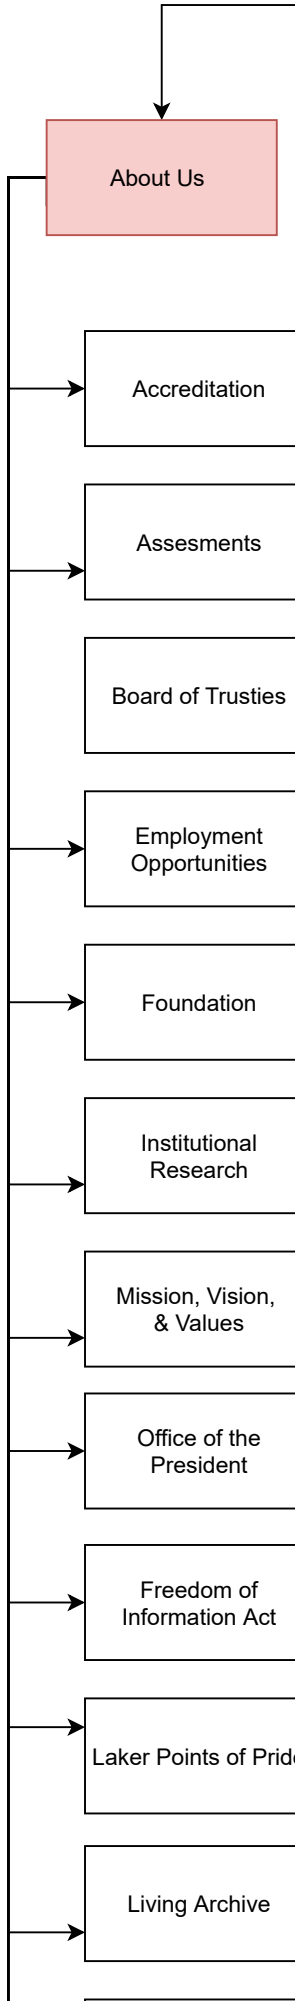 About Us
Accreditation
Assesments
Board of Trusties
Employment
Opportunities
Foundation
Institutional
Research
Mission, Vision,
& Values
Office of the
President
Freedom of
Information Act
Laker Points of Pride
Living Archive